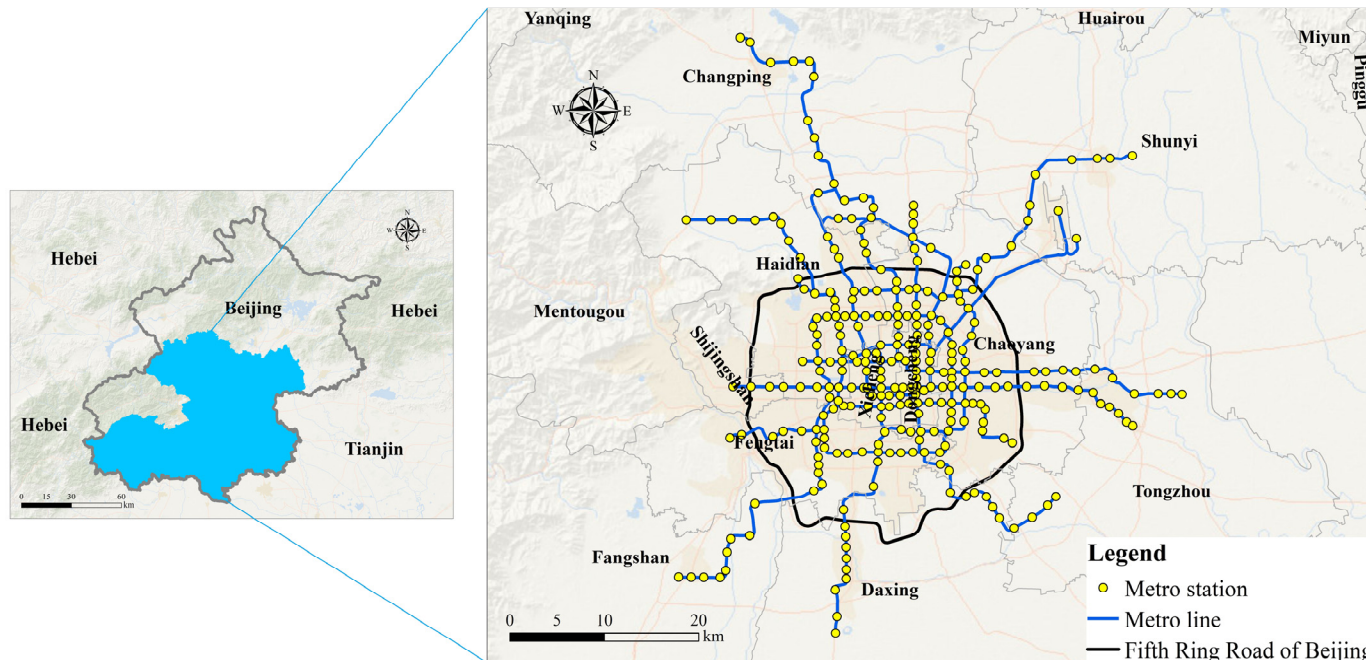 Hebei
Beijing
Hebei
Hebei
Tianjin
N
W
E
S
0 15 30 60
km
Yanqing
Huairou
Miyun
Pinggu
Changping
N
W
E
S
Shunyi
Haidian
Mentougou
Shijingshan
Chaoyang
Xicheng
Dongcheng
Fengtai
Tongzhou
Fangshan
Daxing
0 5 10 20
km
Legend
Metro station
Metro line
Fifth Ring Road of Beijing